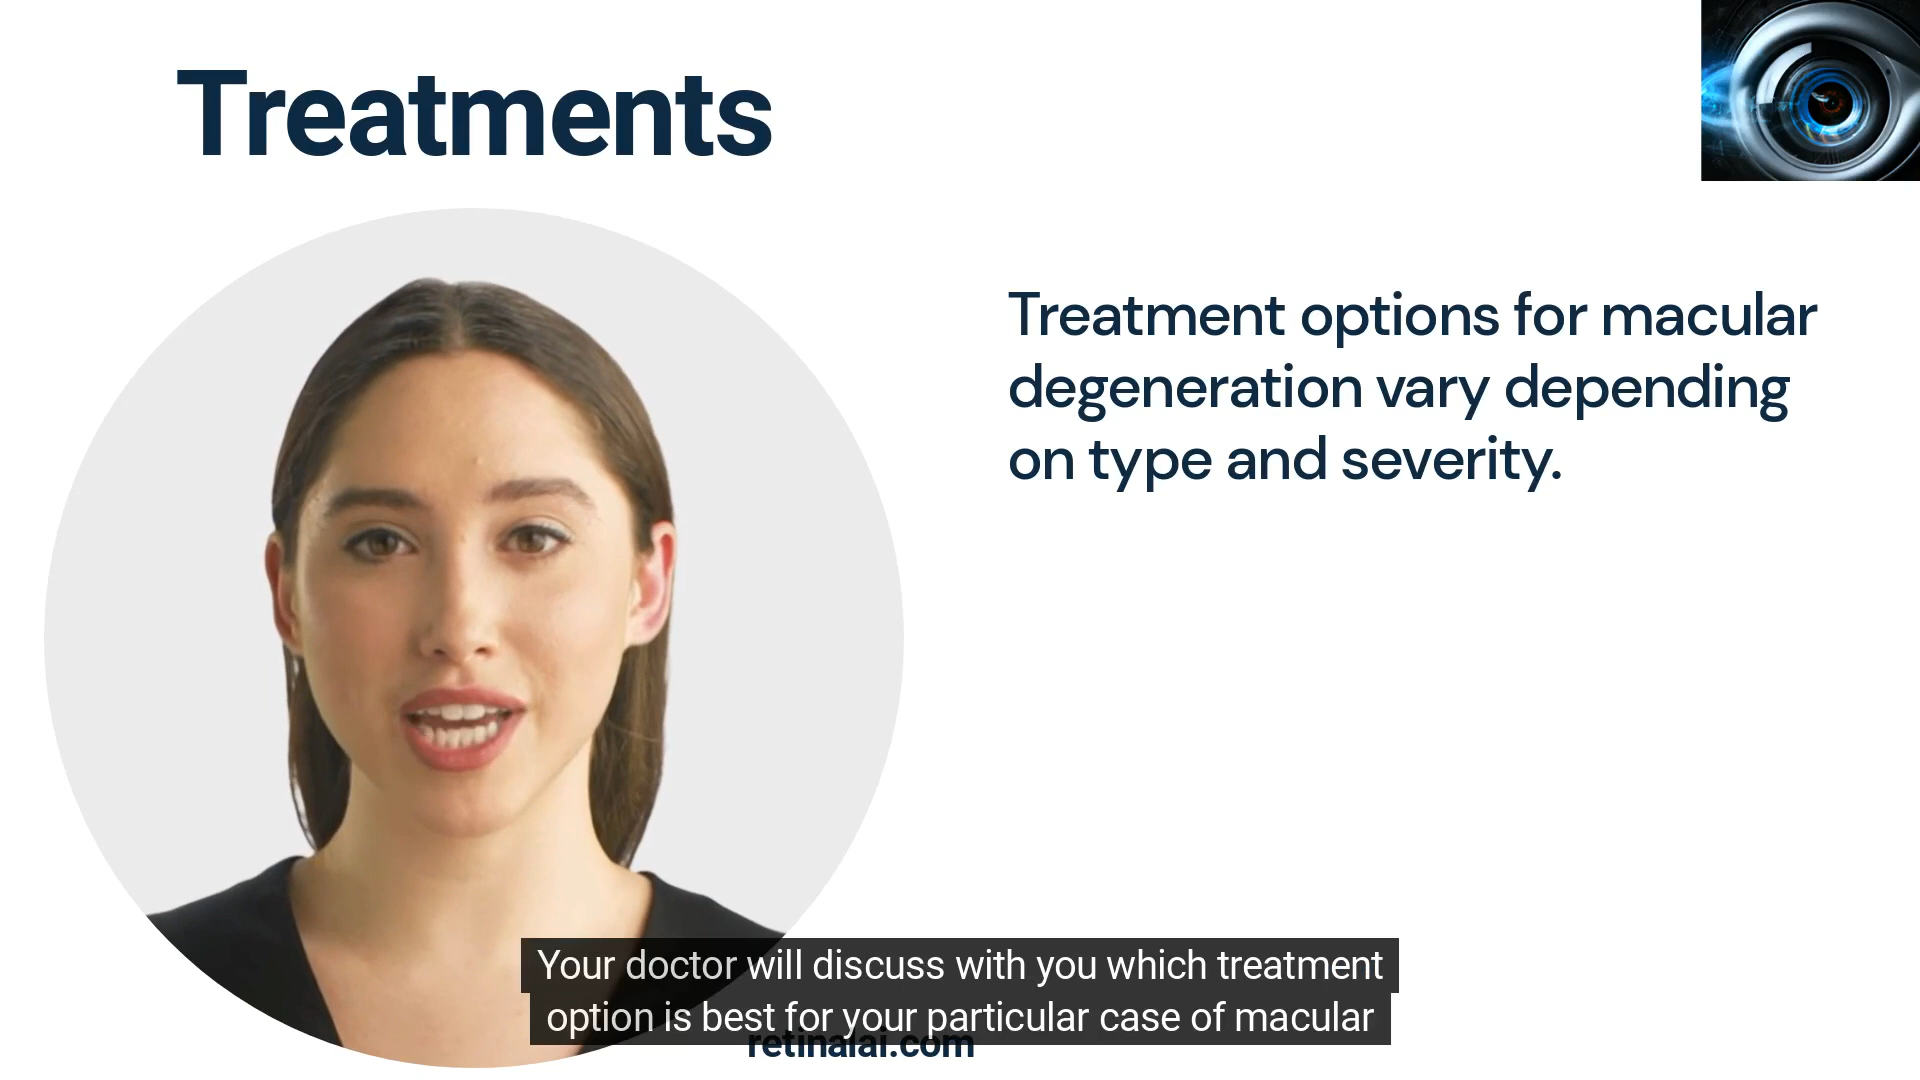 Treatments
Treatment options for macular
degeneration vary depending
on type and severity.
Your doctor will discuss with you which treatment
option is best for your particular case of macular
retinalai.com